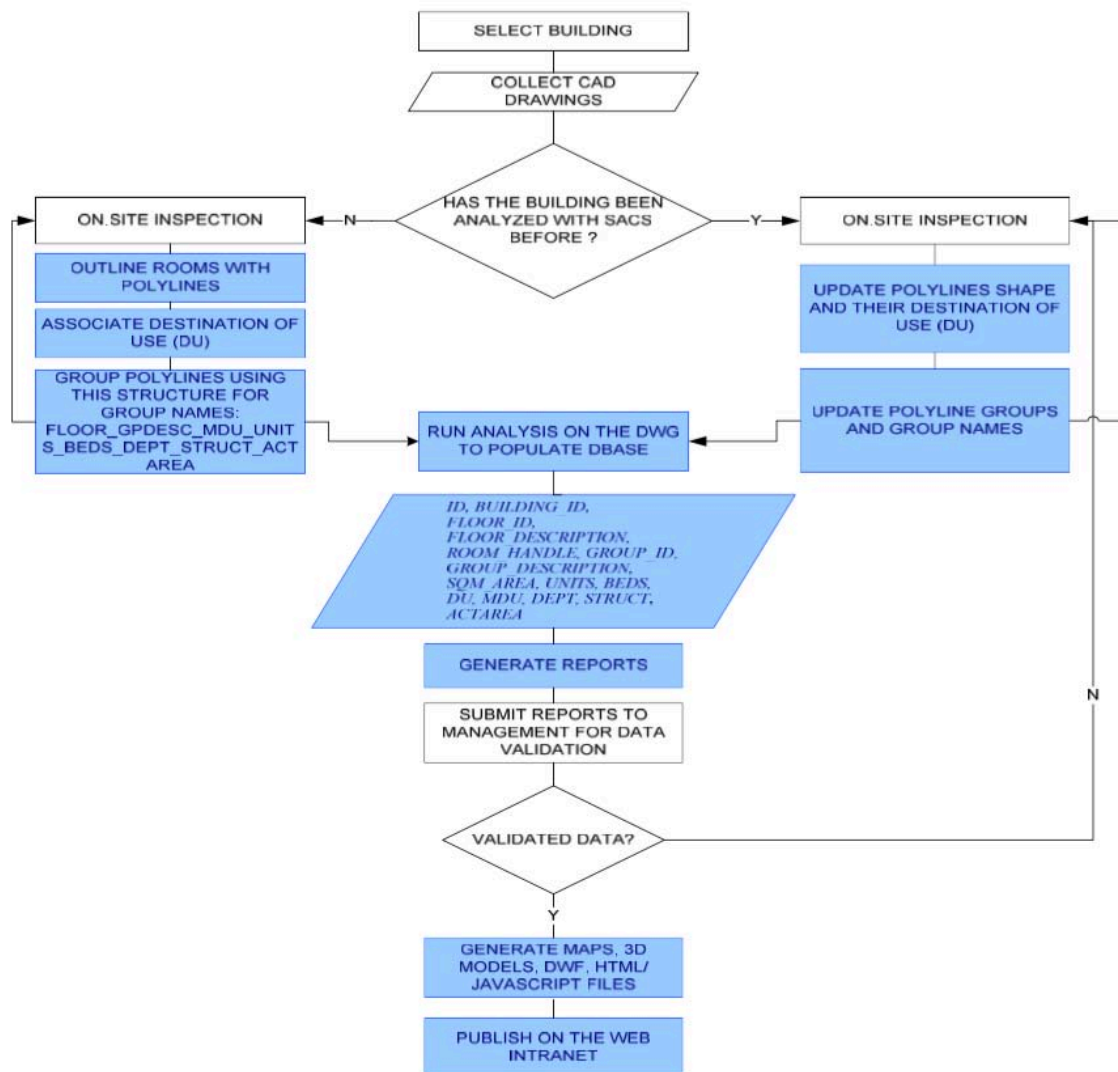 SELECT BUILDING
COLLECT CAD
DRAWINGS
HAS THE BUILDING BEEN
ANALYZED WITH SACS
BEFORE ?
N
Y
ON.SITE INSPECTION
OUTLINE ROOMS WITH
POLYLINES
ASSOCIATE DESTINATION OF
USE (DU)
GROUP POLYLINES USING
THIS STRUCTURE FOR
GROUP NAMES:
FLOOR_GPDESC_MDU_UNIT
S_BEDS_DEPT_STRUCT_ACT
AREA
ON.SITE INSPECTION
UPDATE POLYLINES SHAPE
AND THEIR DESTINATION OF
USE (DU)
UPDATE POLYLINE GROUPS
AND GROUP NAMES
RUN ANALYSIS ON THE DWG
TO POPULATE DBASE
ID, BUILDING_ID,
FLOOR_ID,
FLOOR_DESCRIPTION,
ROOM_HANDLE, GROUP_ID,
GROUP_DESCRIPTION,
SQM_AREA, UNITS, BEDS,
DU, MDU, DEPT, STRUCT,
ACTAREA
GENERATE REPORTS
SUBMIT REPORTS TO
MANAGEMENT FOR DATA
VALIDATION
VALIDATED DATA?
N
Y
GENERATE MAPS, 3D
MODELS, DWF, HTML/
JAVASCRIPT FILES
PUBLISH ON THE WEB
INTRANET